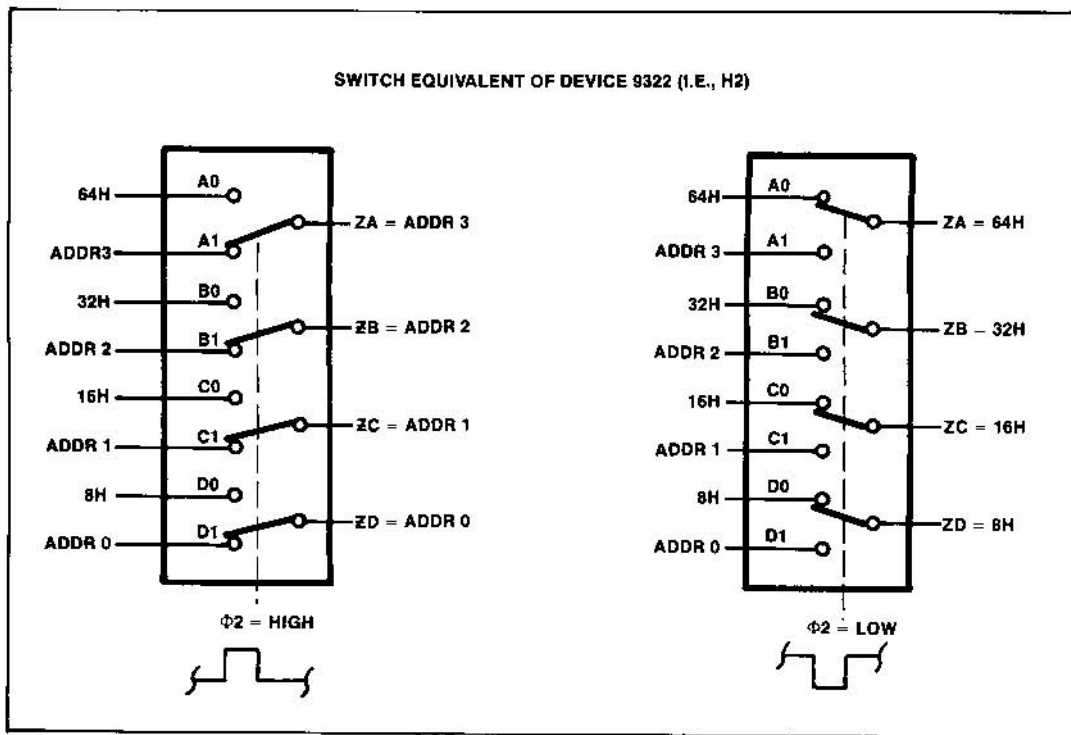 SWITCH EQUIVALENT OF DEVICE 9322 (I.E., H2)
64H
A0
ZA = ADDR 3
ADDR3
A1
32H
B0
ZB = ADDR 2
ADDR 2
B1
16H
C0
ZC = ADDR 1
ADDR 1
C1
8H
D0
ZD = ADDR 0
ADDR 0
D1
Φ2 = HIGH
64H
A0
ZA = 64H
ADDR 3
A1
32H
B0
ZB – 32H
ADDR 2
B1
16H
C0
ZC = 16H
ADDR 1
C1
8H
D0
ZD = 8H
ADDR 0
D1
Φ2 = LOW